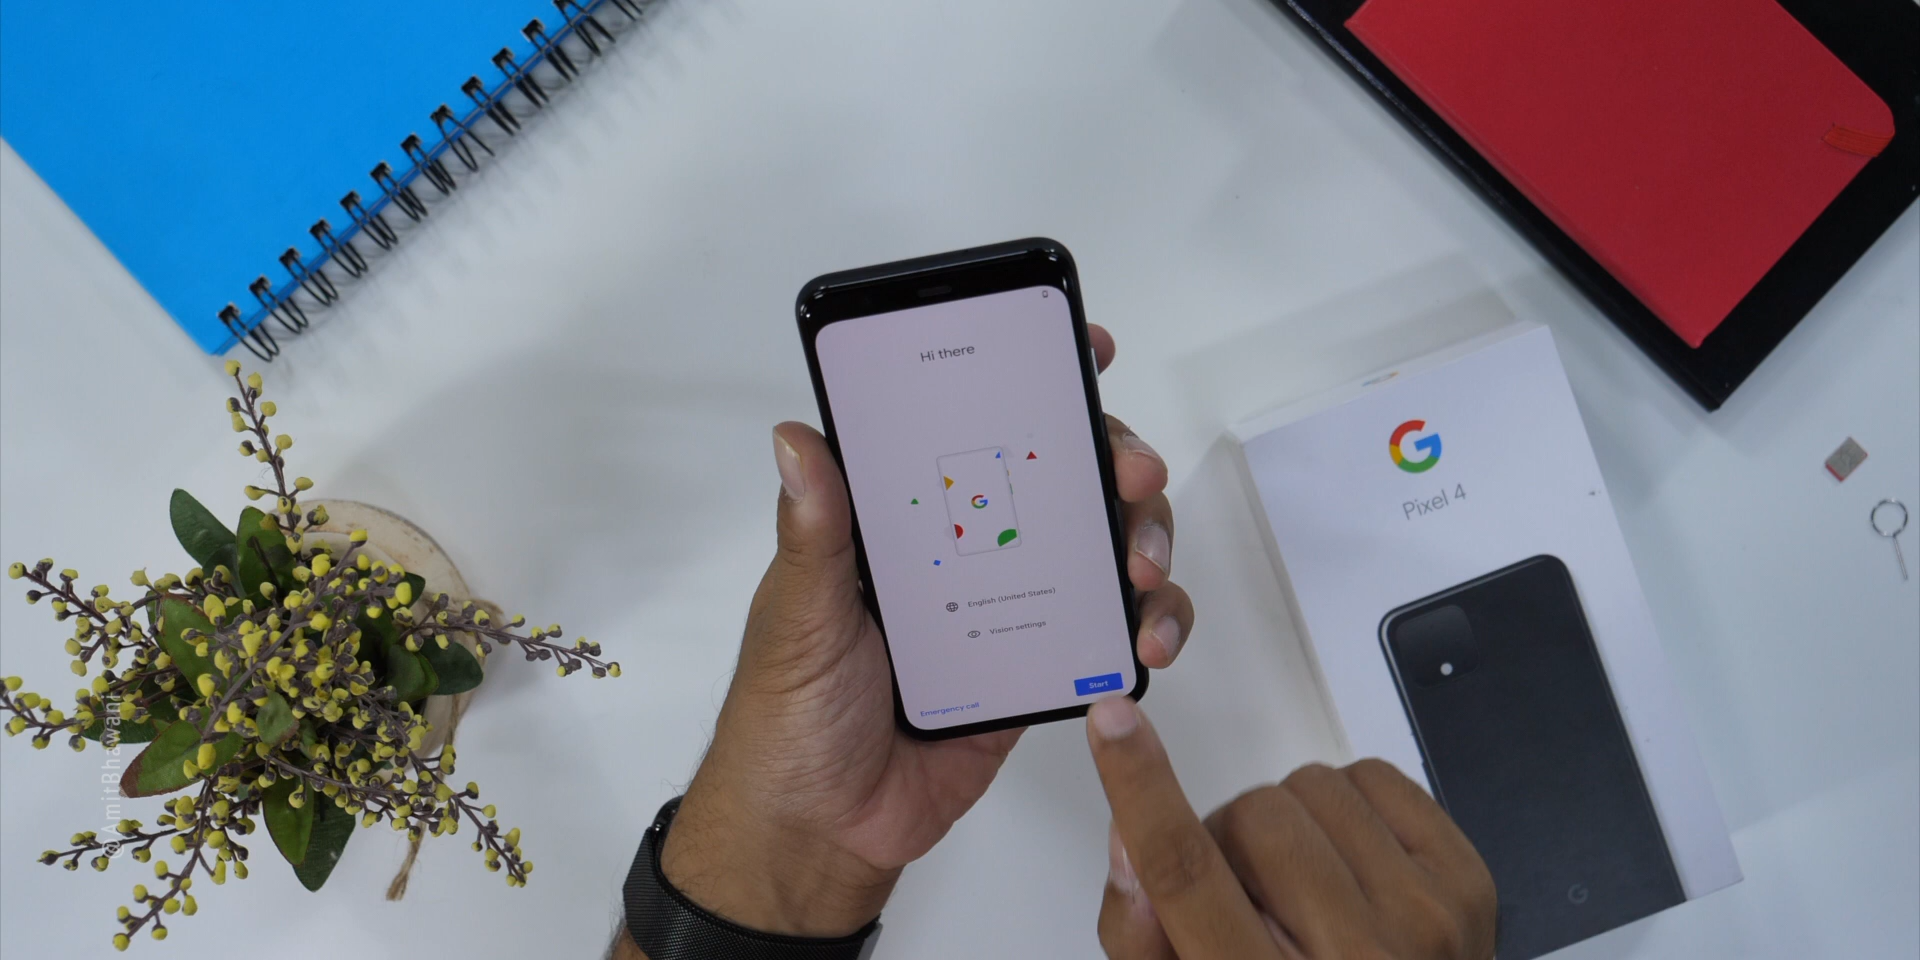 Hi there
English (United States)
Vision settings
Start
Emergency call
G
Pixel 4
@AmitBhawani